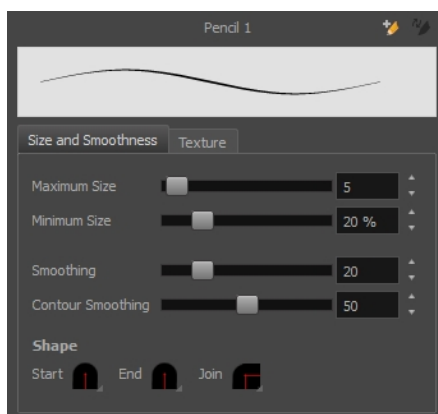 Pencil 1
Size and Smoothness Texture
Maximum Size 5
Minimum Size 20 %
Smoothing 20
Contour Smoothing 50
Shape
Start End Join